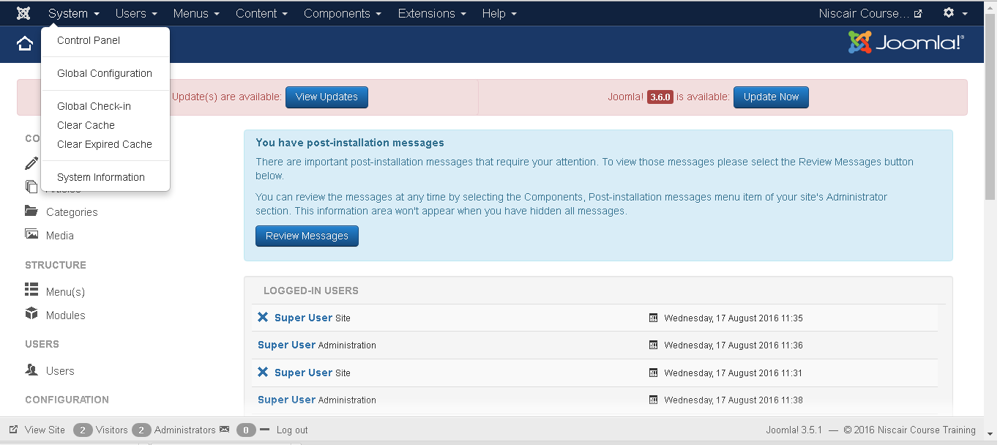 System Users Menus Content Components Extensions Help Niscair Course...
Joomla!®
Control Panel
Global Configuration
Global Check-in
Clear Cache
Clear Expired Cache
System Information
Update(s) are available: View Updates
Joomla! 3.6.0 is available: Update Now
CO
Articles
Categories
Media
STRUCTURE
Menu(s)
Modules
USERS
Users
CONFIGURATION
You have post-installation messages
There are important post-installation messages that require your attention. To view those messages please select the Review Messages button
below.
You can review the messages at any time by selecting the Components, Post-installation messages menu item of your site's Administrator
section. This information area won't appear when you have hidden all messages.
Review Messages
LOGGED-IN USERS
Super User Site Wednesday, 17 August 2016 11:35
Super User Administration Wednesday, 17 August 2016 11:36
Super User Site Wednesday, 17 August 2016 11:31
Super User Administration Wednesday, 17 August 2016 11:38
View Site 2 Visitors 2 Administrators 0 Log out Joomla! 3.5.1 — © 2016 Niscair Course Training